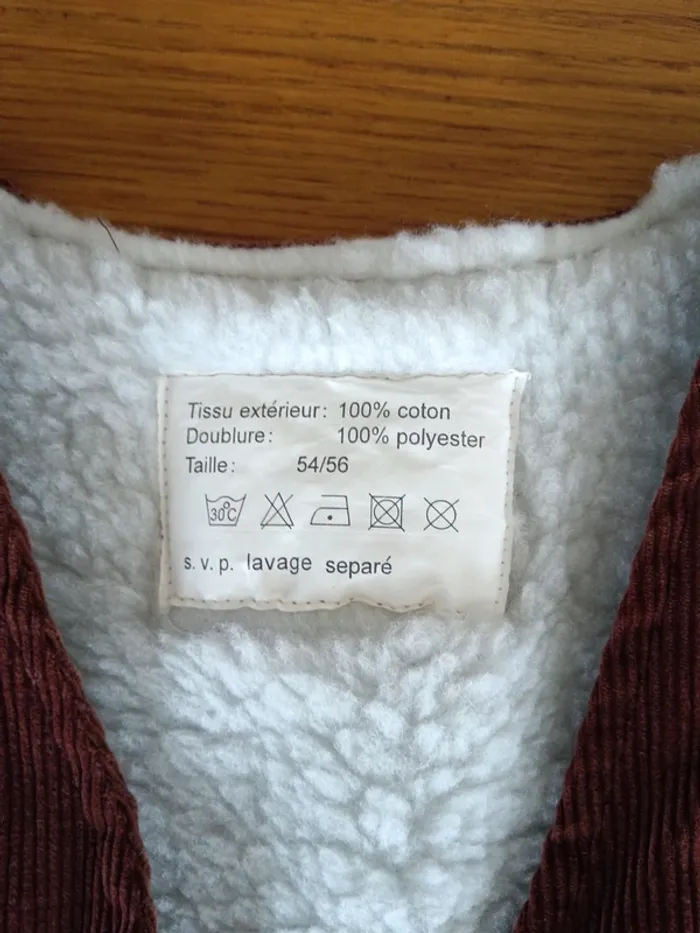 Tissu extérieur: 100% coton
Doublure: 100% polyester
Taille: 54/56
30°C
s. v. p. lavage separé